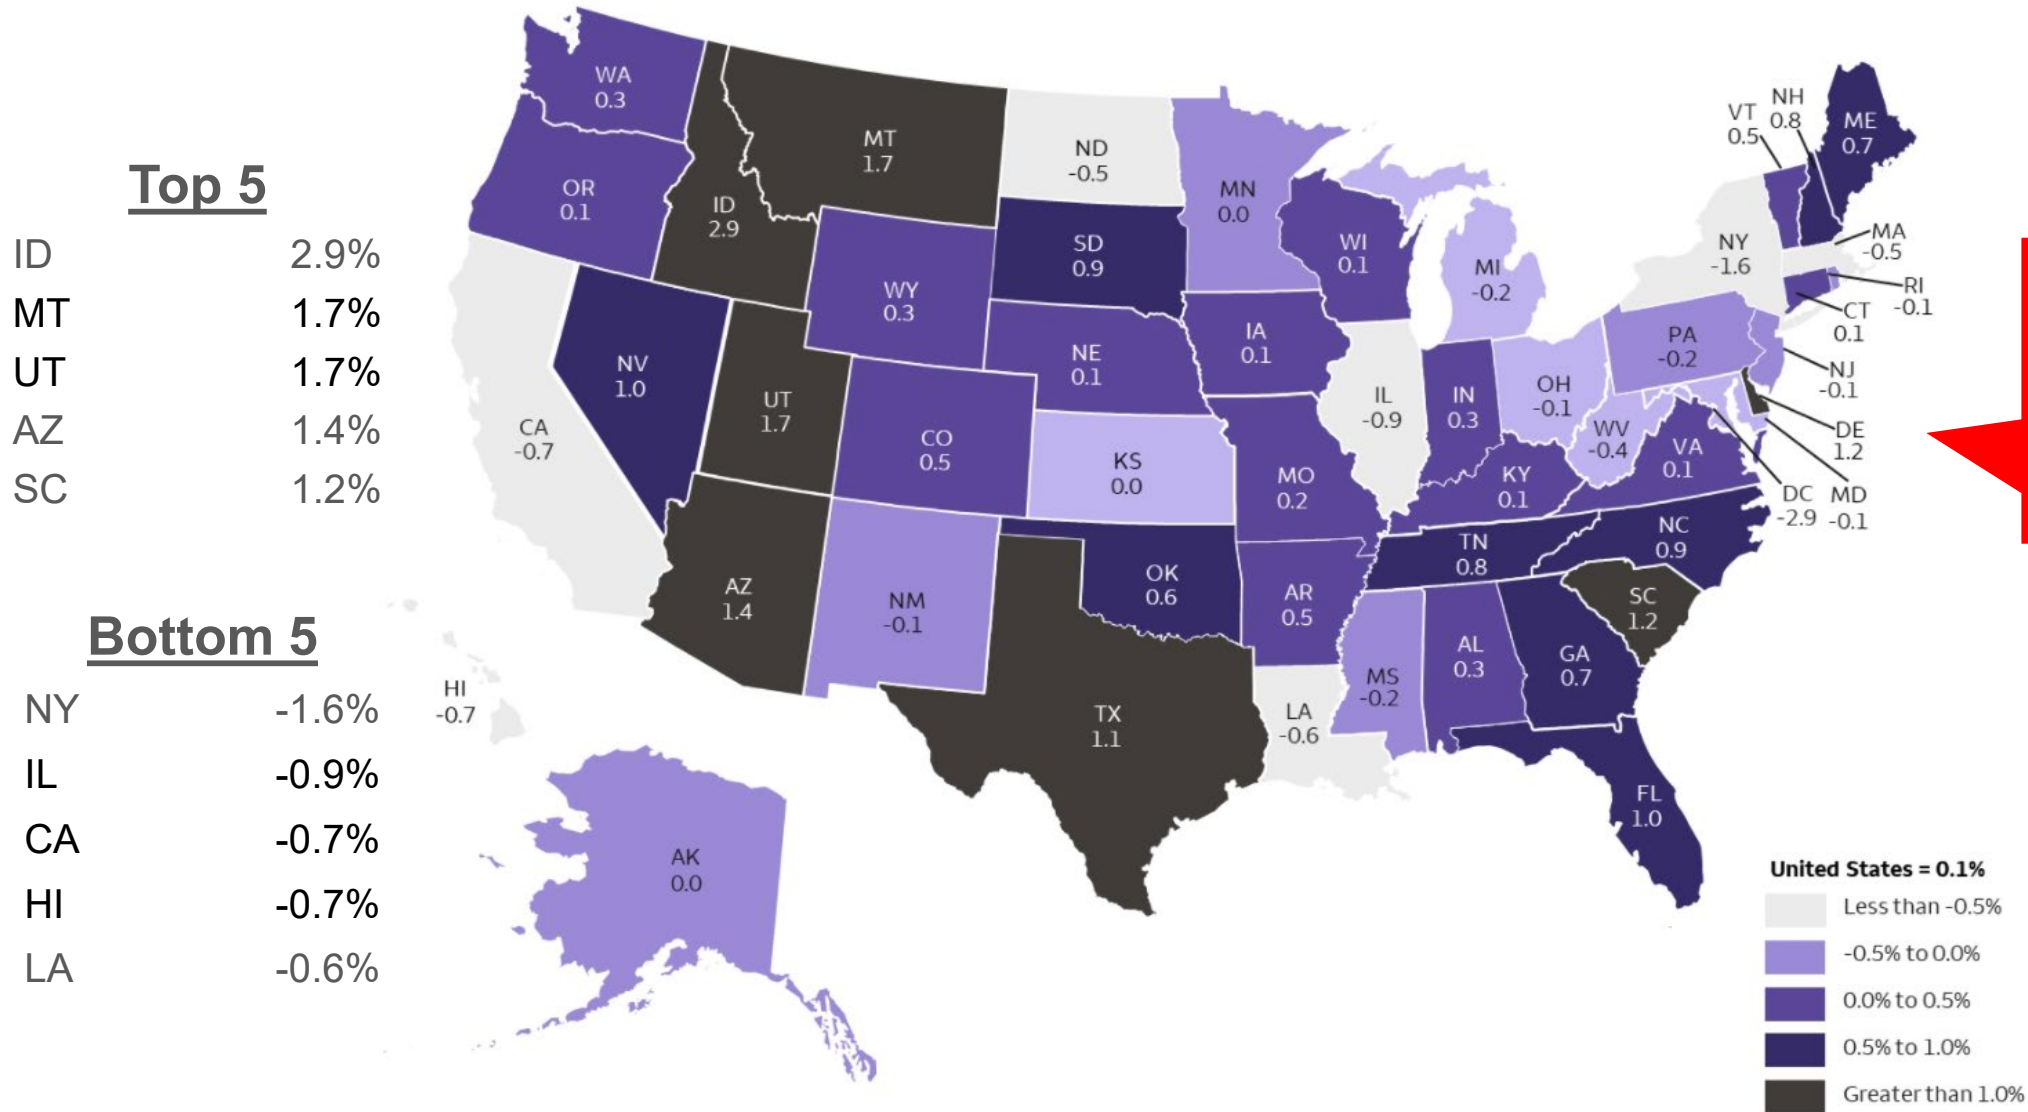 Top 5
ID 2.9%
MT 1.7%
UT 1.7%
AZ 1.4%
SC 1.2%
Bottom 5
NY -1.6%
IL -0.9%
CA -0.7%
HI -0.7%
LA -0.6%
WA
0.3
OR
0.1
ID
2.9
MT
1.7
ND
-0.5
MN
0.0
SD
0.9
WY
0.3
WI
0.1
MI
-0.2
VT
0.5
NH
0.8
ME
0.7
NY
-1.6
MA
-0.5
RI
-0.1
CT
0.1
NJ
-0.1
DE
1.2
MD
-0.1
DC
-2.9
PA
-0.2
OH
-0.1
WV
-0.4
VA
0.1
IN
0.3
IL
-0.9
IA
0.1
NE
0.1
NV
1.0
UT
1.7
CO
0.5
CA
-0.7
KS
0.0
MO
0.2
KY
0.1
TN
0.8
NC
0.9
SC
1.2
AZ
1.4
NM
-0.1
OK
0.6
AR
0.5
MS
-0.2
AL
0.3
GA
0.7
TX
1.1
LA
-0.6
FL
1.0
HI
-0.7
AK
0.0
United States = 0.1%
Less than -0.5%
-0.5% to 0.0%
0.0% to 0.5%
0.5% to 1.0%
Greater than 1.0%